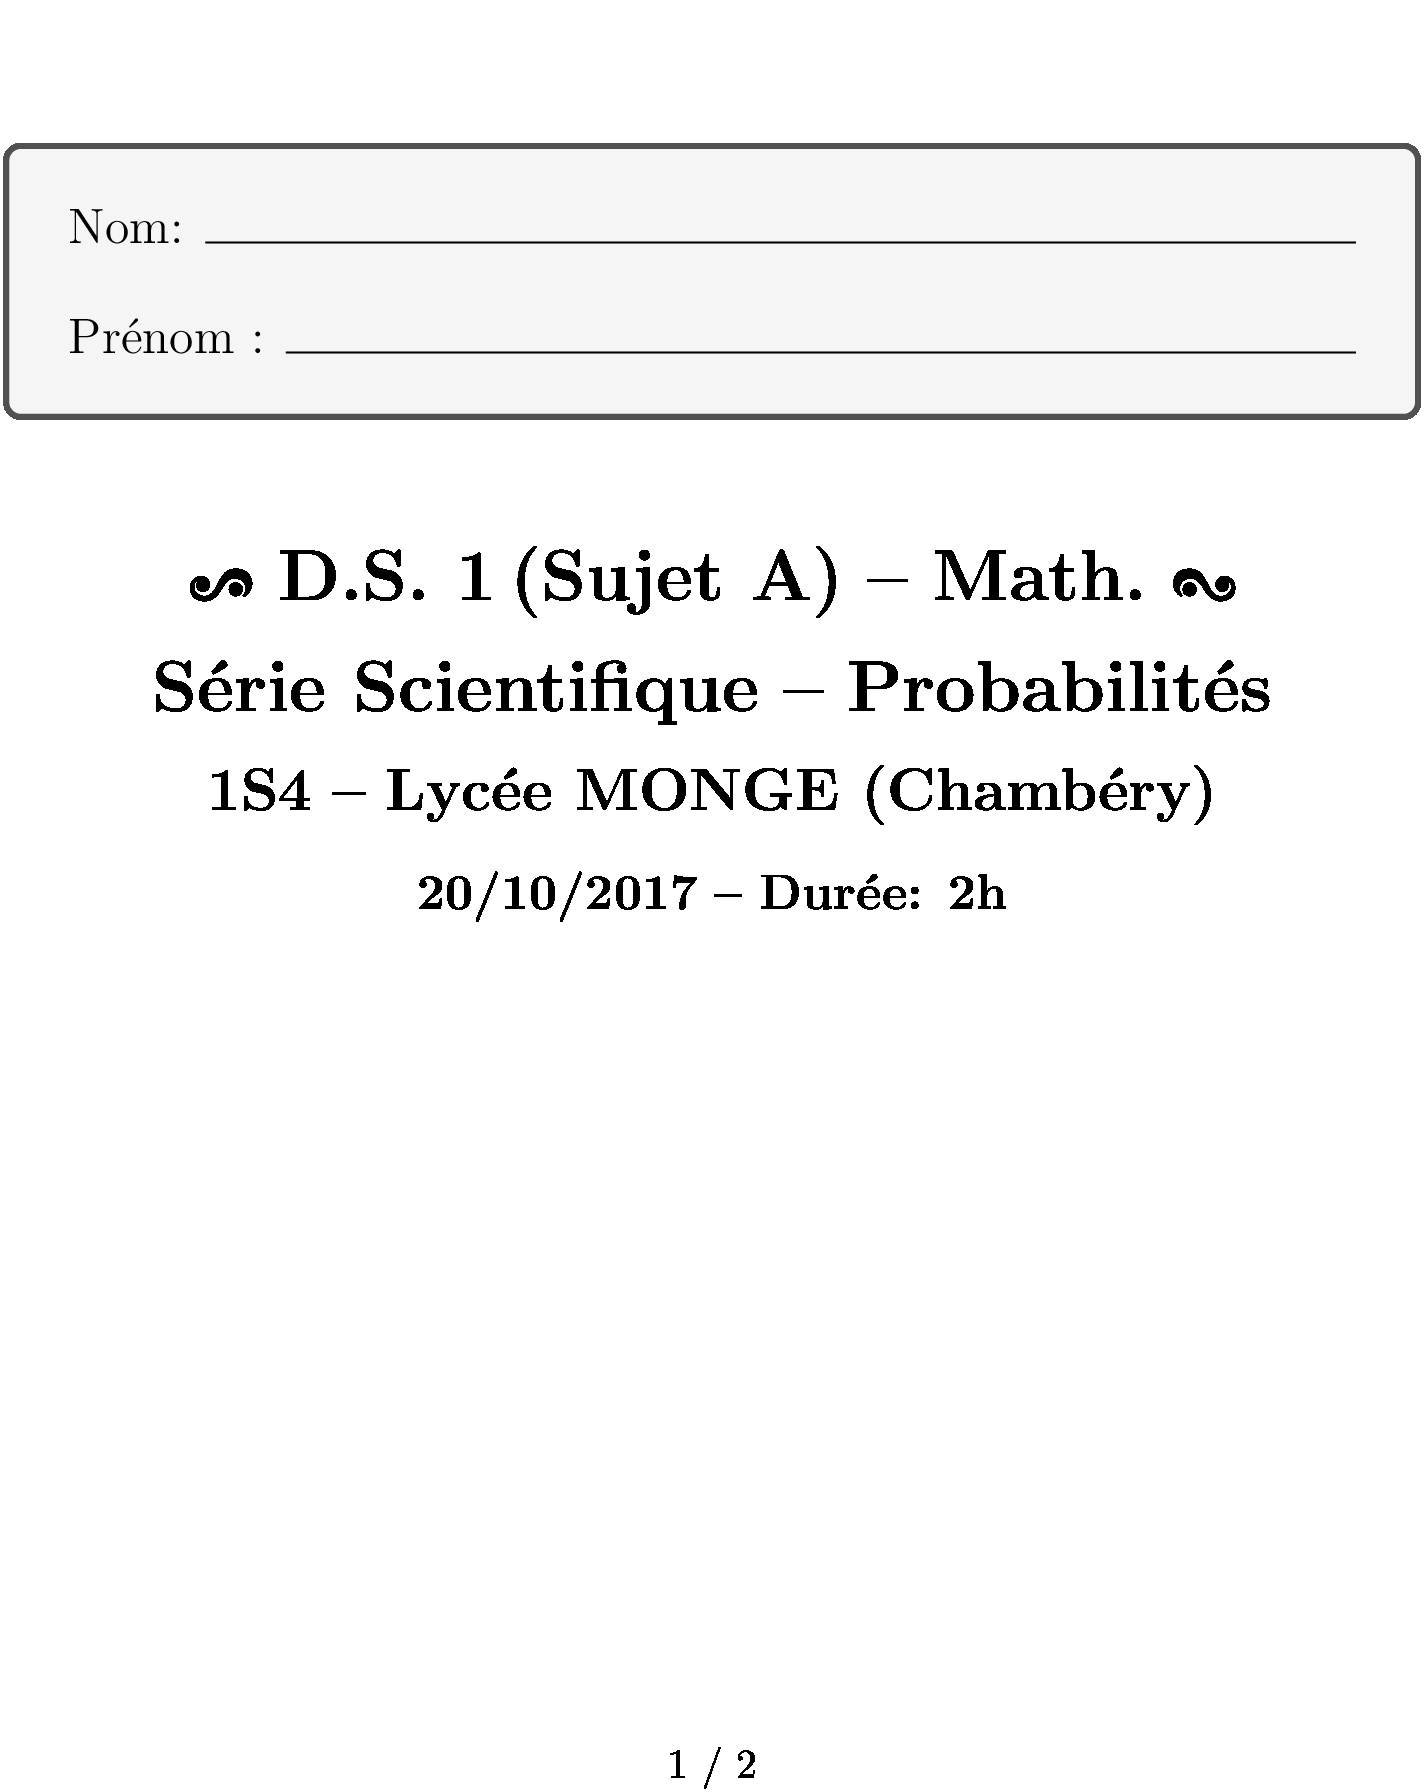 Nom:
Prénom :
D.S. 1 (Sujet A) – Math.
Série Scientifique – Probabilités
1S4 – Lycée MONGE (Chambéry)
20/10/2017 – Durée: 2h
1 / 2